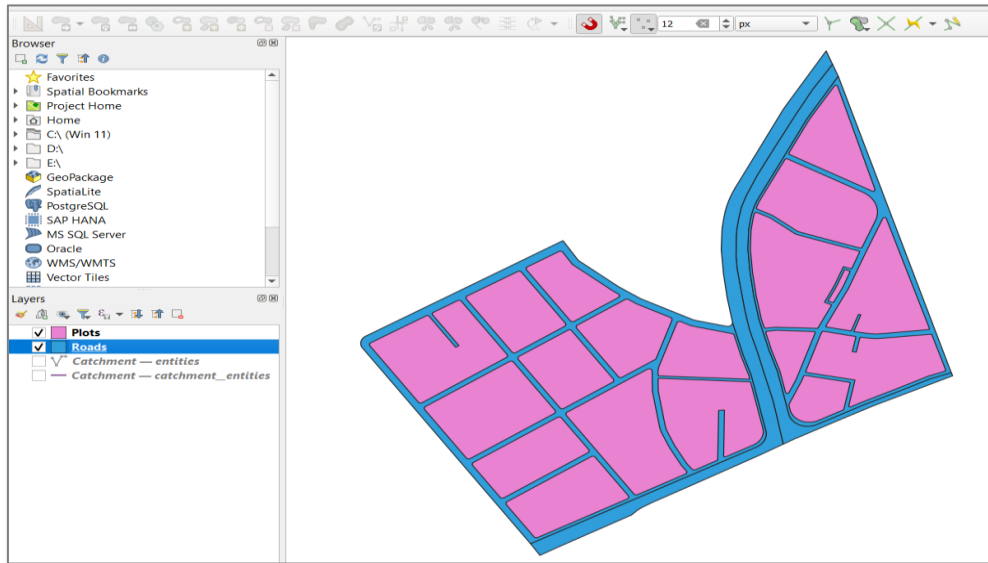 12
px
Browser
Favorites
Spatial Bookmarks
Project Home
Home
C:\ (Win 11)
D:\
E:\
GeoPackage
SpatiaLite
PostgreSQL
SAP HANA
MS SQL Server
Oracle
WMS/WMTS
Vector Tiles
Layers
Plots
Roads
Catchment — entities
Catchment — catchment_entities